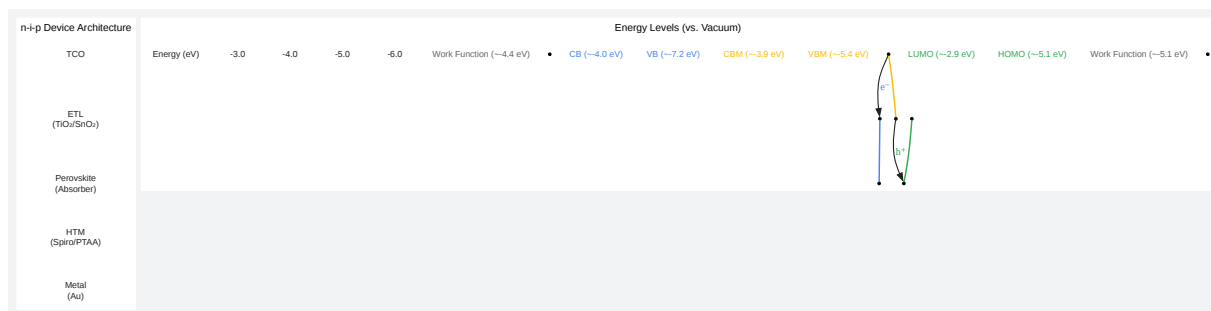 n-i-p Device Architecture
Energy Levels (vs. Vacuum)
TCO
Energy (eV)
-3.0
-4.0
-5.0
-6.0
Work Function (~-4.4 eV)
CB (~-4.0 eV)
VB (~-7.2 eV)
CBM (~-3.9 eV)
VBM (~-5.4 eV)
LUMO (~-2.9 eV)
HOMO (~-5.1 eV)
Work Function (~-5.1 eV)
e⁻
ETL
(TiO₂/SnO₂)
h⁺
Perovskite
(Absorber)
HTM
(Spiro/PTAA)
Metal
(Au)